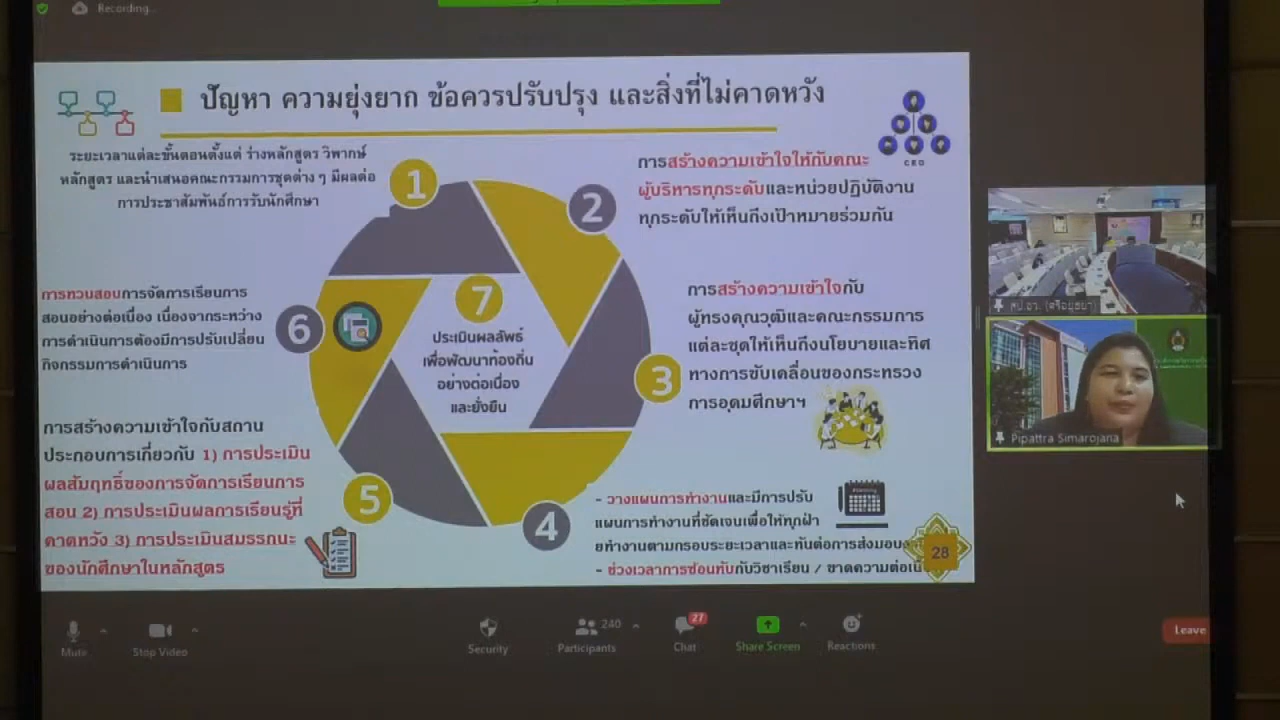 Recording...
ปัญหา ความยุ่งยาก ข้อควรปรับปรุง และสิ่งที่ไม่คาดหวัง
CEO
ระยะเวลาแต่ละขั้นตอนตั้งแต่ ร่างหลักสูตร วิพากษ์
หลักสูตร และนำเสนอคณะกรรมการชุดต่าง ๆ มีผลต่อ
การประชาสัมพันธ์การรับนักศึกษา
1
2
การสร้างความเข้าใจให้กับคณะ
ผู้บริหารทุกระดับและหน่วยปฏิบัติงาน
ทุกระดับให้เห็นถึงเป้าหมายร่วมกัน
3
การสร้างความเข้าใจกับ
ผู้ทรงคุณวุฒิและคณะกรรมการ
แต่ละชุดให้เห็นถึงนโยบายและทิศ
ทางการขับเคลื่อนของกระทรวง
การอุดมศึกษาฯ
4
- วางแผนการทำงานและมีการปรับ
แผนการทำงานที่ชัดเจนเพื่อให้ทุกฝ่า
ยทำงานตามกรอบระยะเวลาและทันต่อการส่งมอบ
- ช่วงเวลาการซ้อนทับกับวิชาเรียน / ขาดความต่อเนื่
28
5
การสร้างความเข้าใจกับสถาน
ประกอบการเกี่ยวกับ 1) การประเมิน
ผลสัมฤทธิ์ของการจัดการเรียนการ
สอน 2) การประเมินผลการเรียนรู้ที่
คาดหวัง 3) การประเมินสมรรถนะ
ของนักศึกษาในหลักสูตร
6
การทวนสอบการจัดการเรียนการ
สอนอย่างต่อเนื่อง เนื่องจากระหว่าง
การดำเนินการต้องมีการปรับเปลี่ยน
กิจกรรมการดำเนินการ
7
ประเมินผลลัพธ์
เพื่อพัฒนาท้องถิ่น
อย่างต่อเนื่อง
และยั่งยืน
Pipattra Simarojana
Mute
Stop Video
Security
240
Participants
27
Chat
Share Screen
Reactions
Leave